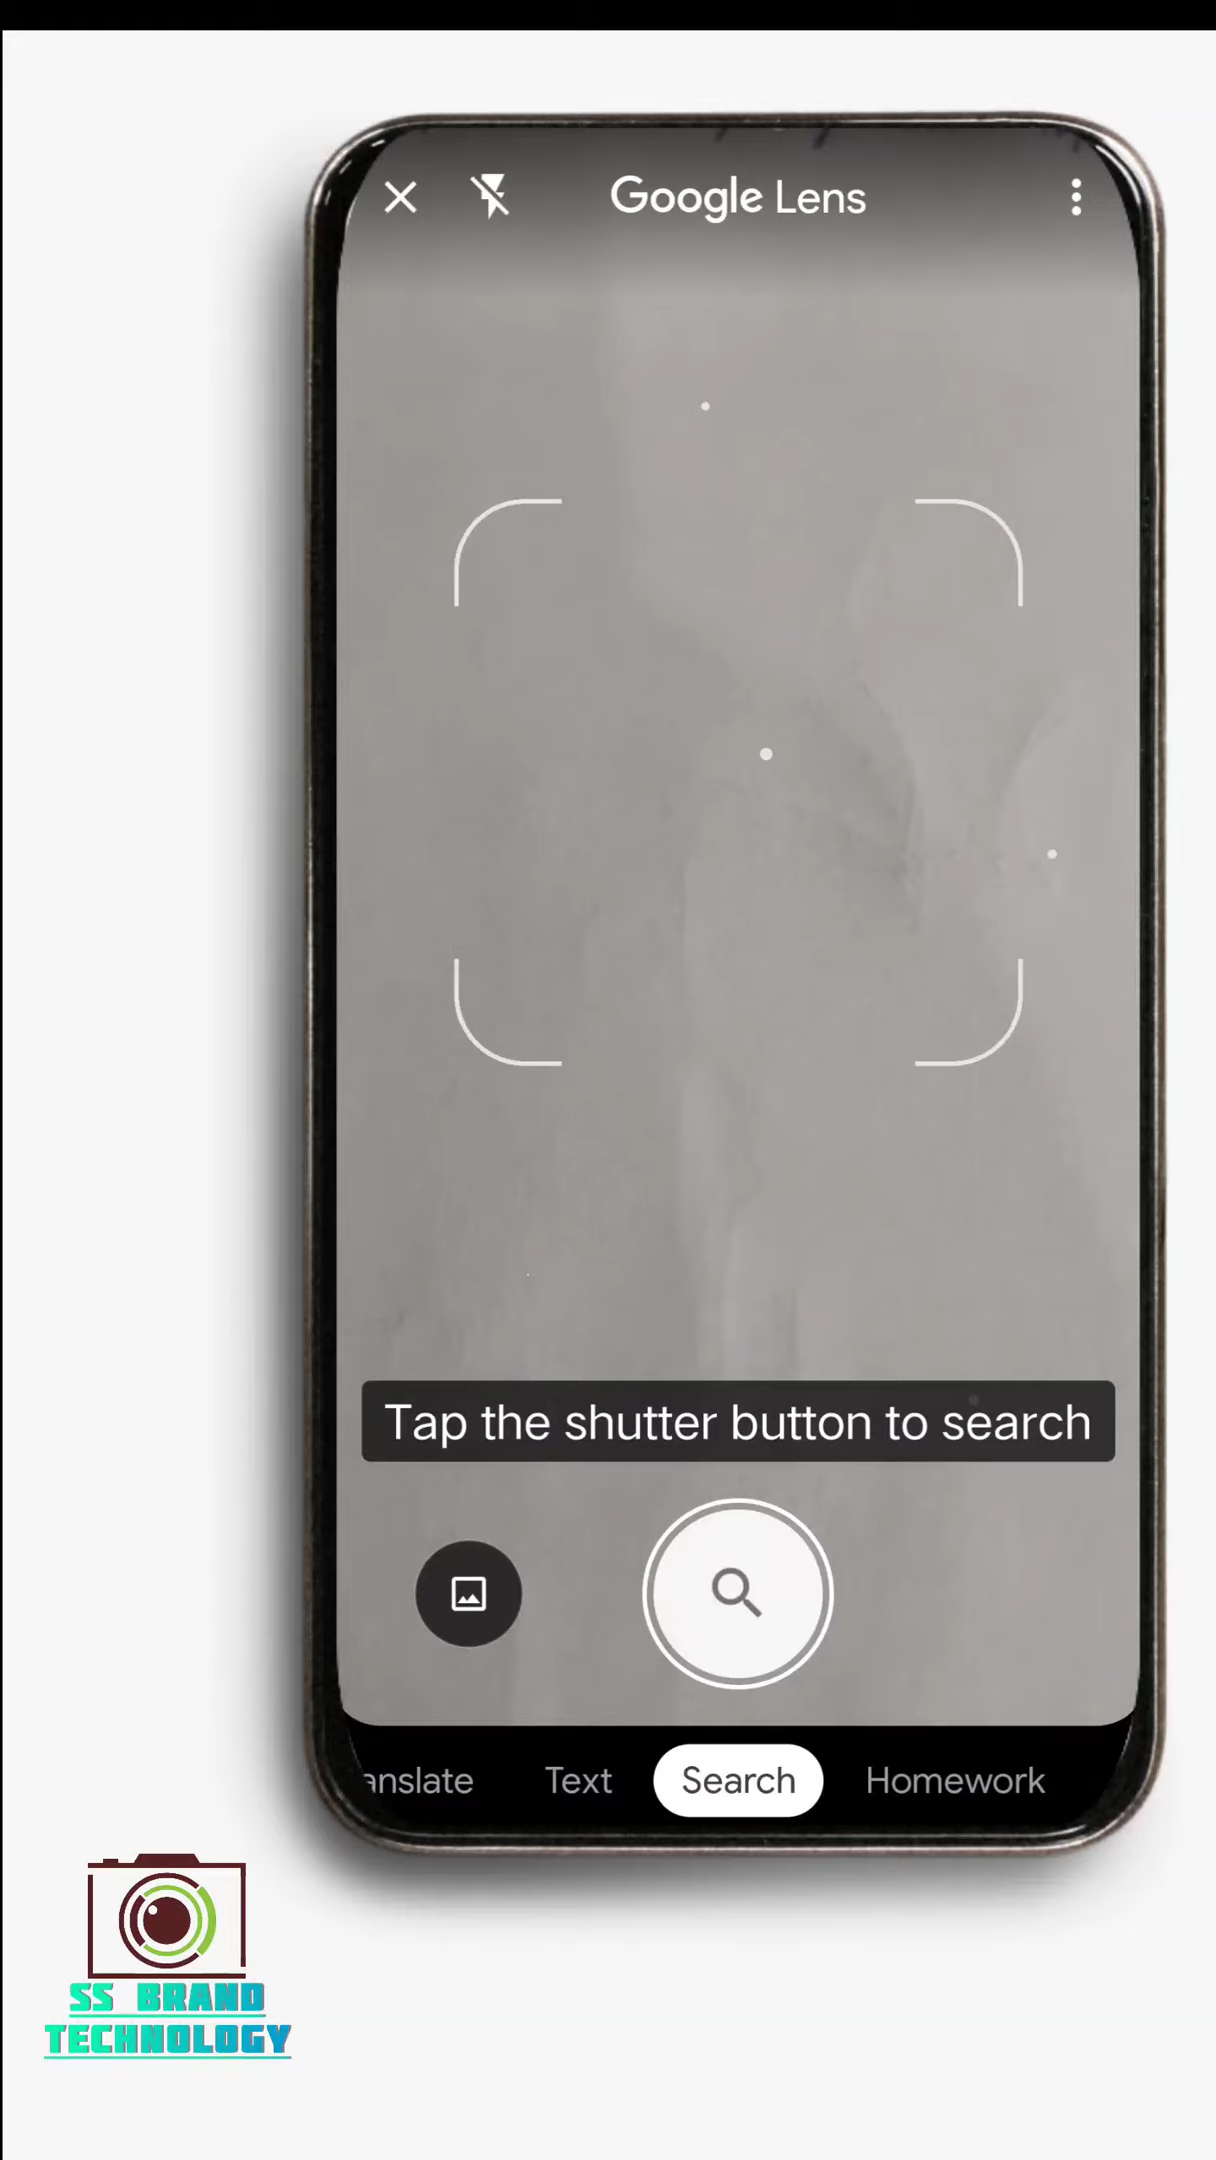 Google Lens
Tap the shutter button to search
anslate Text Search Homework
SS BRAND
TECHNOLOGY